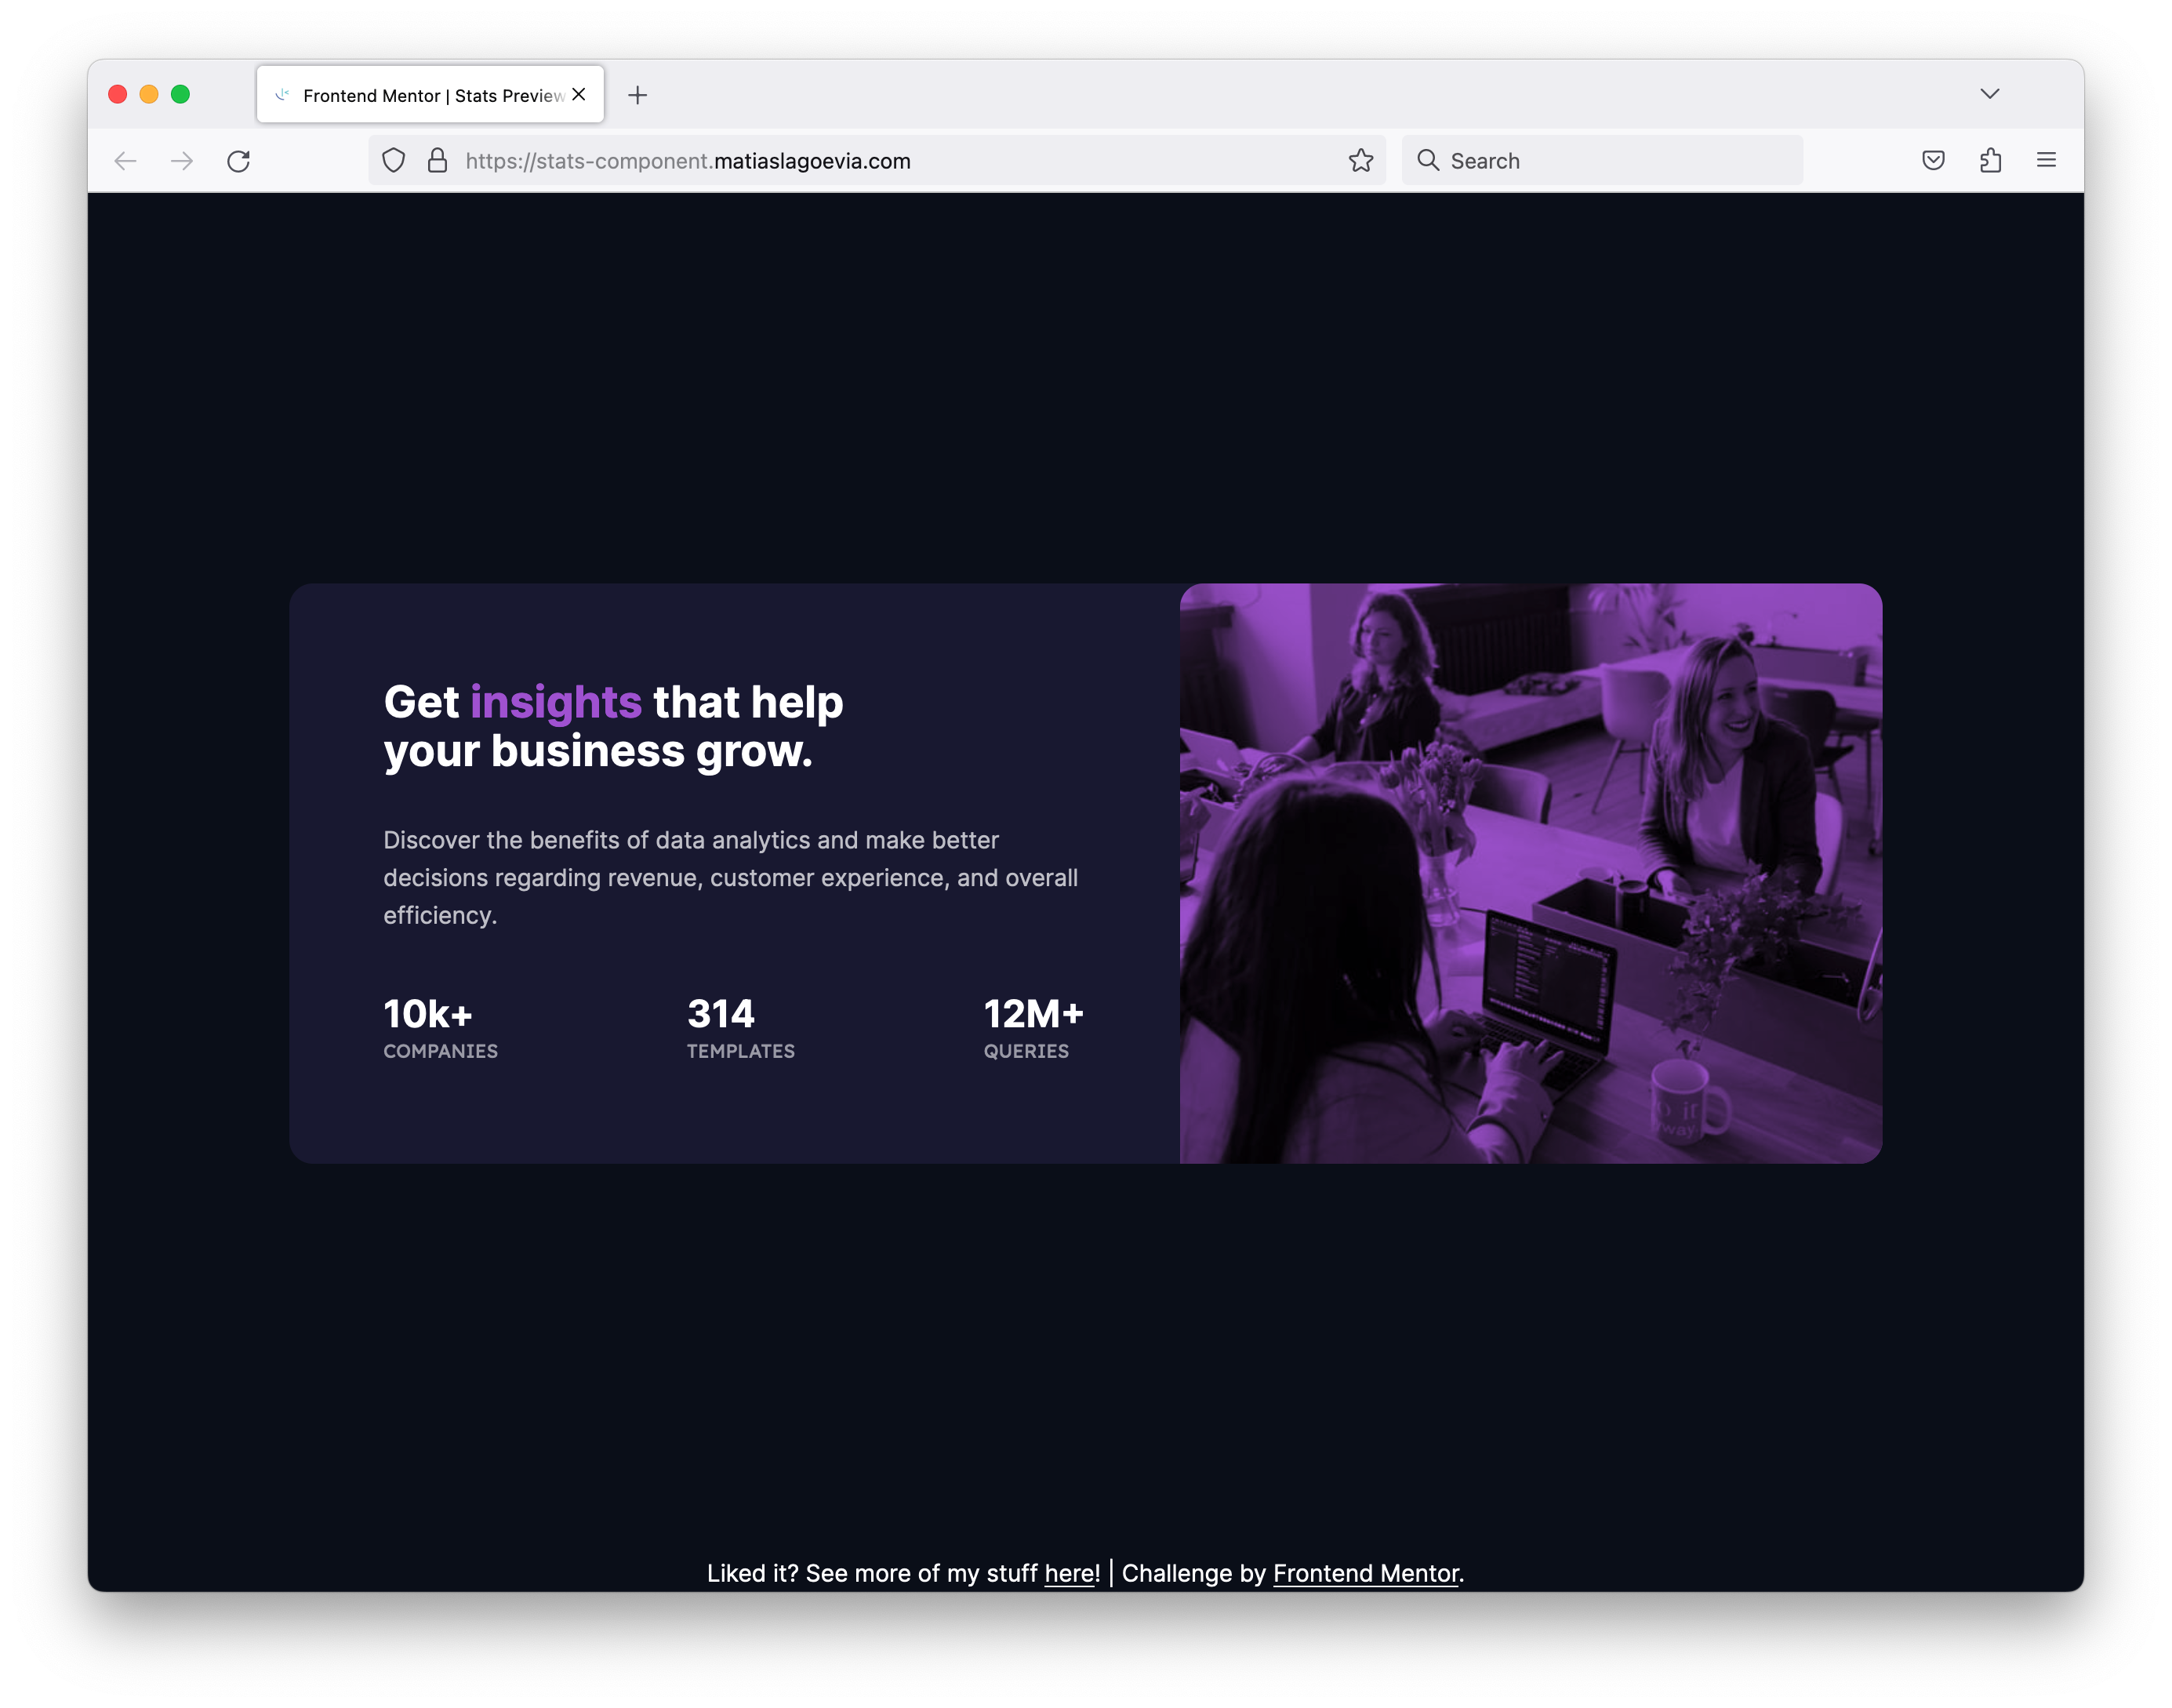 Frontend Mentor | Stats Preview
https://stats-component.matiaslagoevia.com
Search
Get insights that help
your business grow.
Discover the benefits of data analytics and make better
decisions regarding revenue, customer experience, and overall
efficiency.
10k+ 314 12M+
COMPANIES TEMPLATES QUERIES
it
way
Liked it? See more of my stuff here! | Challenge by Frontend Mentor.